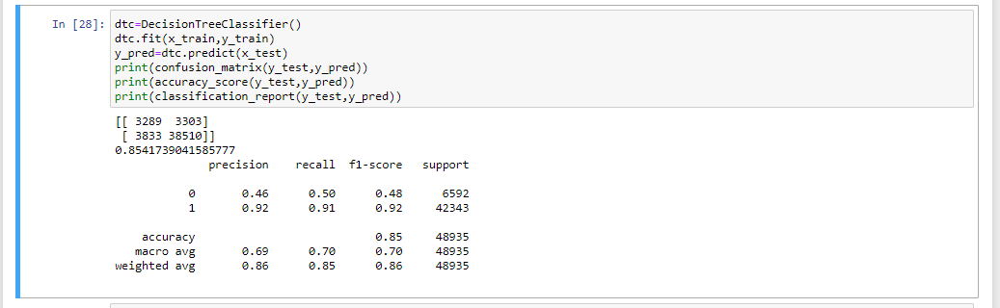 In [28]: dtc=DecisionTreeClassifier()
dtc.fit(x_train,y_train)
y_pred=dtc.predict(x_test)
print(confusion_matrix(y_test,y_pred))
print(accuracy_score(y_test,y_pred))
print(classification_report(y_test,y_pred))
[[ 3289  3303]
 [ 3833 38510]]
0.8541739041585777
              precision    recall  f1-score   support
           0       0.46      0.50      0.48      6592
           1       0.92      0.91      0.92     42343
    accuracy                           0.85     48935
   macro avg       0.69      0.70      0.70     48935
weighted avg       0.86      0.85      0.86     48935